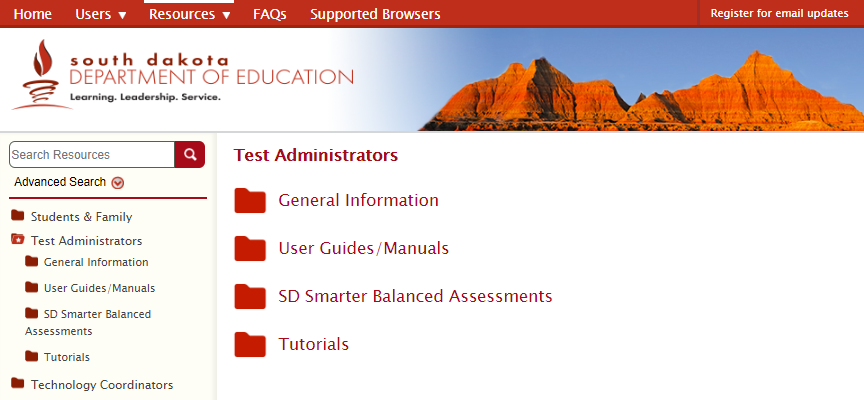 Home Users ▼ Resources ▼ FAQs Supported Browsers Register for email updates
south dakota
DEPARTMENT OF EDUCATION
Learning. Leadership. Service.
Search Resources
Advanced Search
Students & Family
Test Administrators
General Information
User Guides/Manuals
SD Smarter Balanced
Assessments
Tutorials
Technology Coordinators
Test Administrators
General Information
User Guides/Manuals
SD Smarter Balanced Assessments
Tutorials